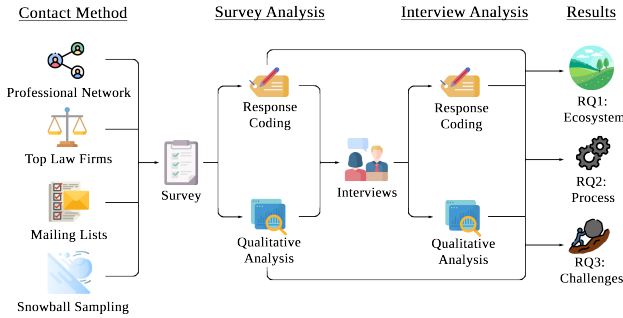 Contact Method
Survey Analysis
Interview Analysis
Results
Professional Network
Top Law Firms
Mailing Lists
Snowball Sampling
Survey
Response
Coding
Qualitative
Analysis
Interviews
Response
Coding
Qualitative
Analysis
RQ1:
Ecosystem
RQ2:
Process
RQ3:
Challenges